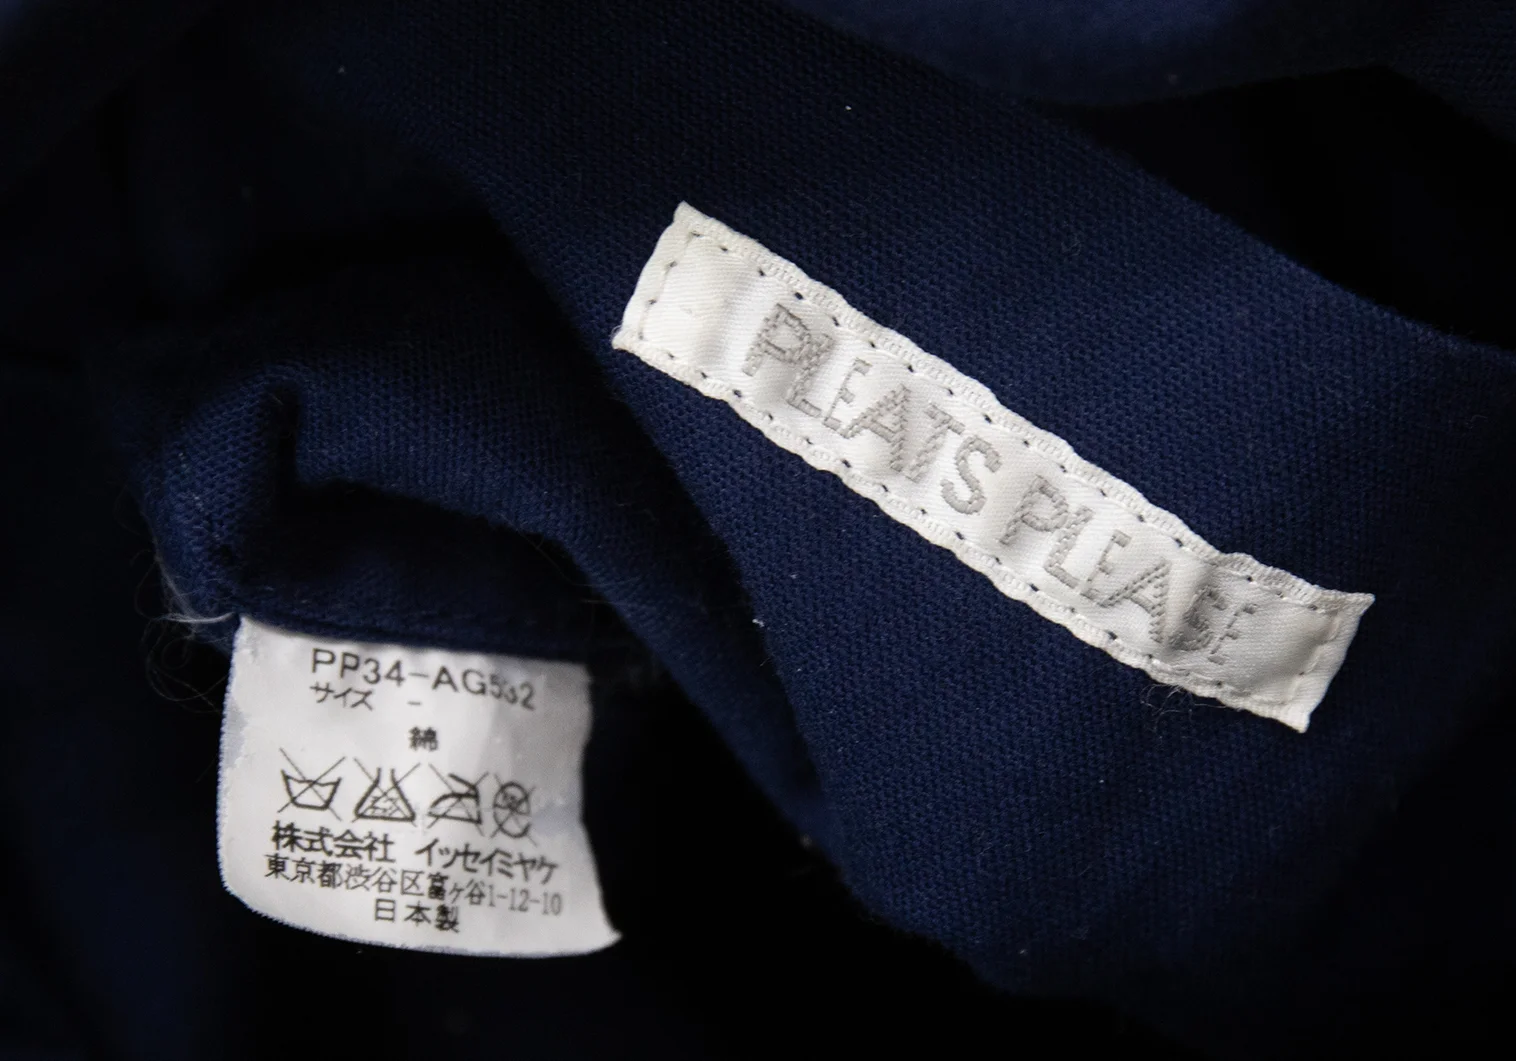 PLEATS PLEASE
PP34-AG532
サイズ -
綿
株式会社 イッセイミヤケ
東京都渋谷区富ヶ谷1-12-10
日本製